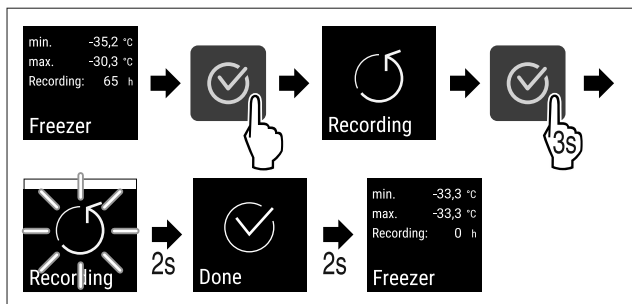 min. -35,2 °C
max. -30,3 °C
Recording: 65 h
Freezer
Recording
3s
Recording
2s
Done
2s
min. -33,3 °C
max. -33,3 °C
Recording: 0 h
Freezer